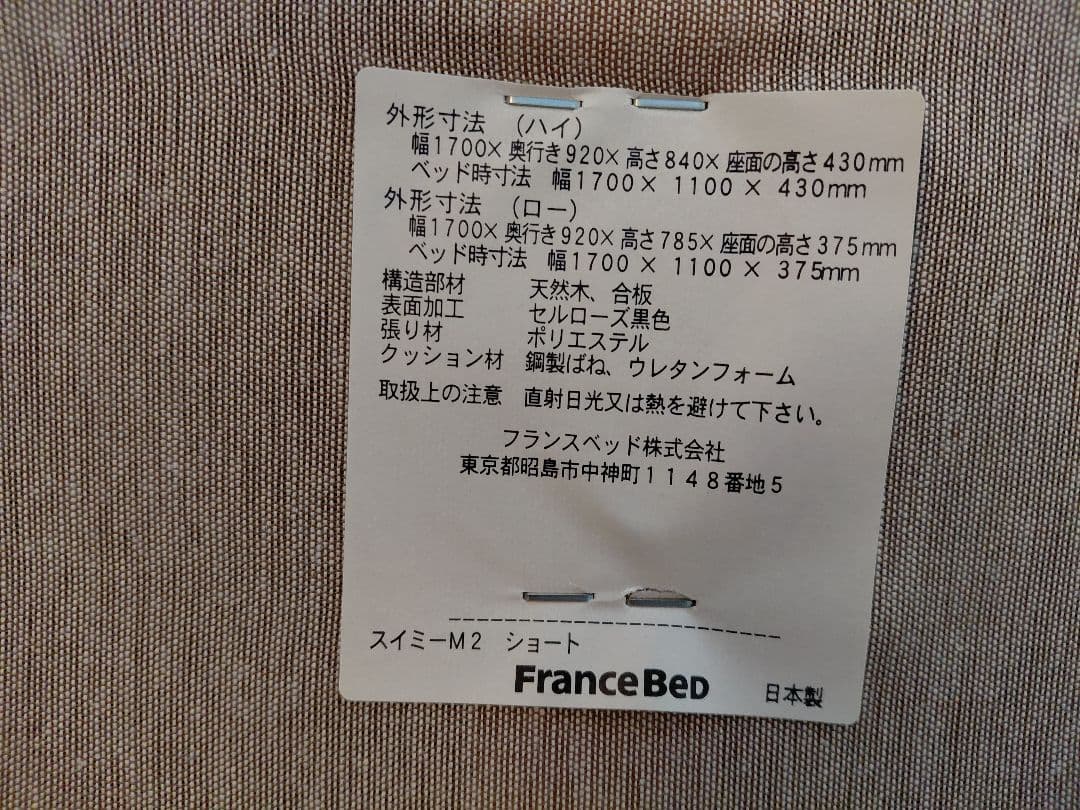 外形寸法 (ハイ)
幅1700× 奥行き920× 高さ840× 座面の高さ430mm
ベッド時寸法 幅1700 × 1100 × 430mm
外形寸法 (ロー)
幅1700× 奥行き920× 高さ785× 座面の高さ375mm
ベッド時寸法 幅1700 × 1100 × 375mm
構造部材 天然木、合板
表面加工 セルローズ黒色
張り材 ポリエステル
クッション材 鋼製ばね、ウレタンフォーム
取扱上の注意 直射日光又は熱を避けて下さい。
フランスベッド株式会社
東京都昭島市中神町1148番地5
スイミーM2 ショート
FranceBed 日本製